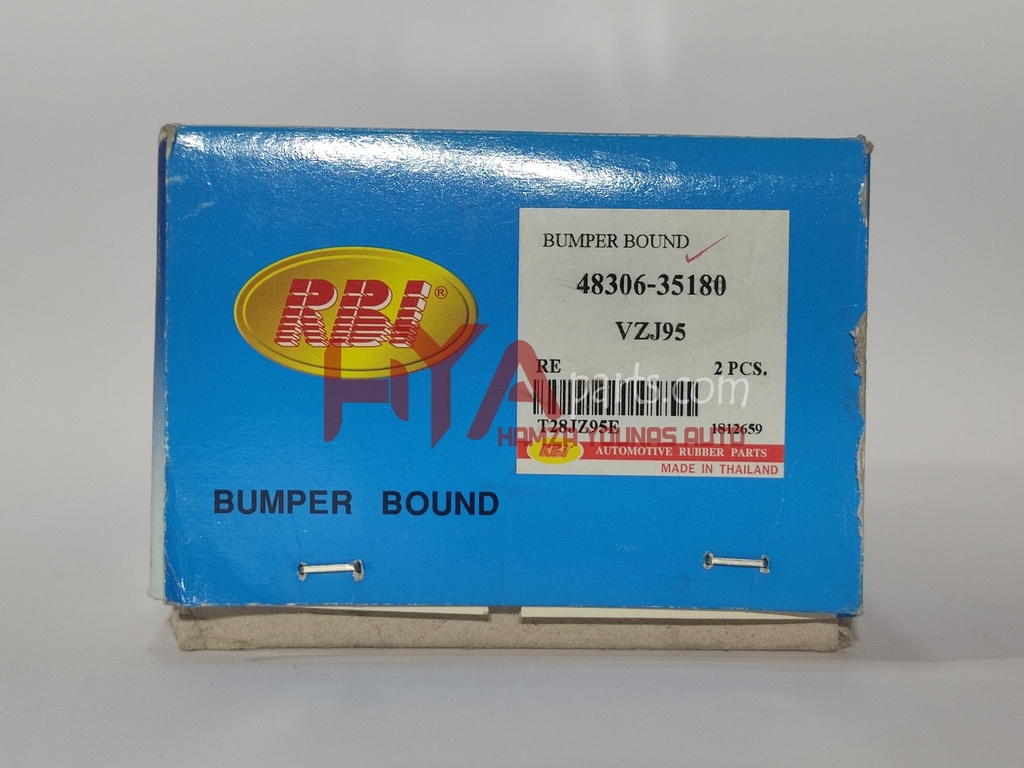 BUMPER BOUND
48306-35180
VZJ95
RE 2 PCS.
T28JZ95E 1812659
RBI AUTOMOTIVE RUBBER PARTS
MADE IN THAILAND
RBI®
BUMPER BOUND
HYA parts.com
HAMZA YOUNAS AUTO